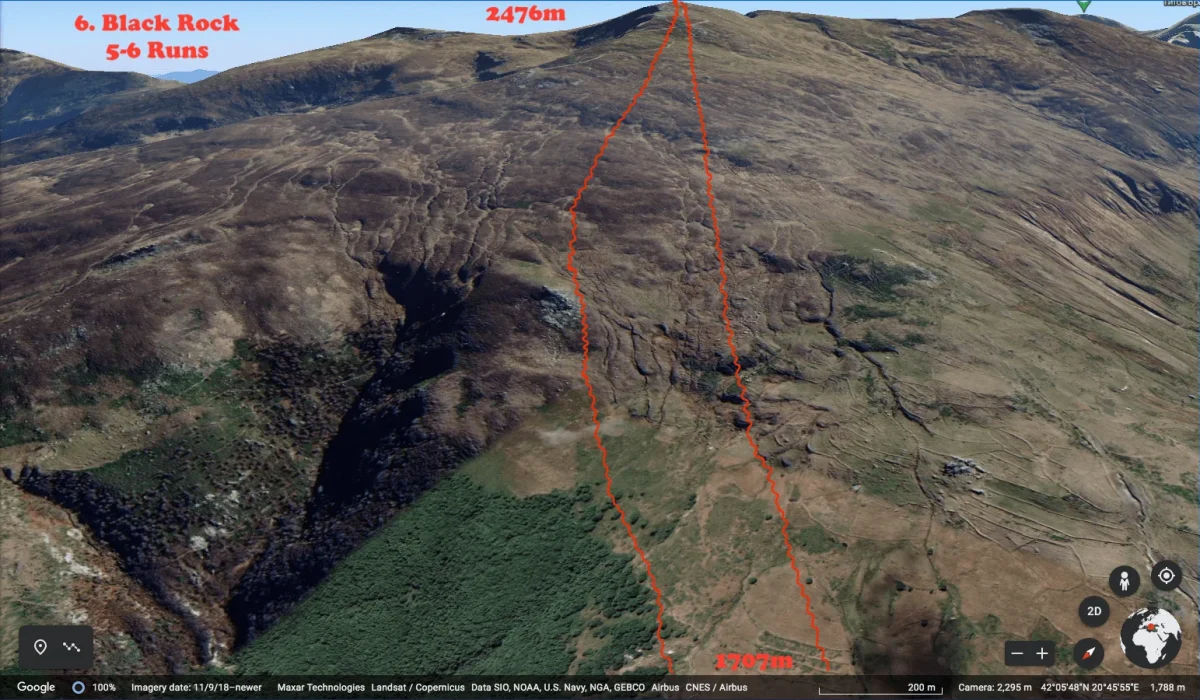 6. Black Rock
5-6 Runs
2476m
1707m
2D
Google
100%
Imagery date: 11/9/18–newer
Maxar Technologies Landsat / Copernicus Data SIO, NOAA, U.S. Navy, NGA, GEBCO Airbus CNES / Airbus
200 m
Camera: 2,295 m 42°05'48"N 20°45'55"E 1,788 m